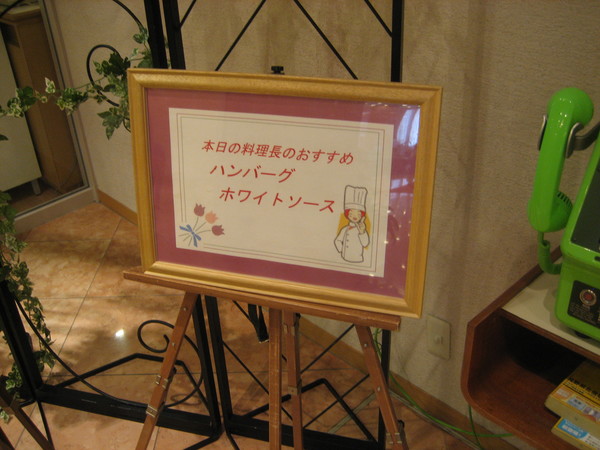 本日の料理長のおすすめ
ハンバーグ
ホワイトソース